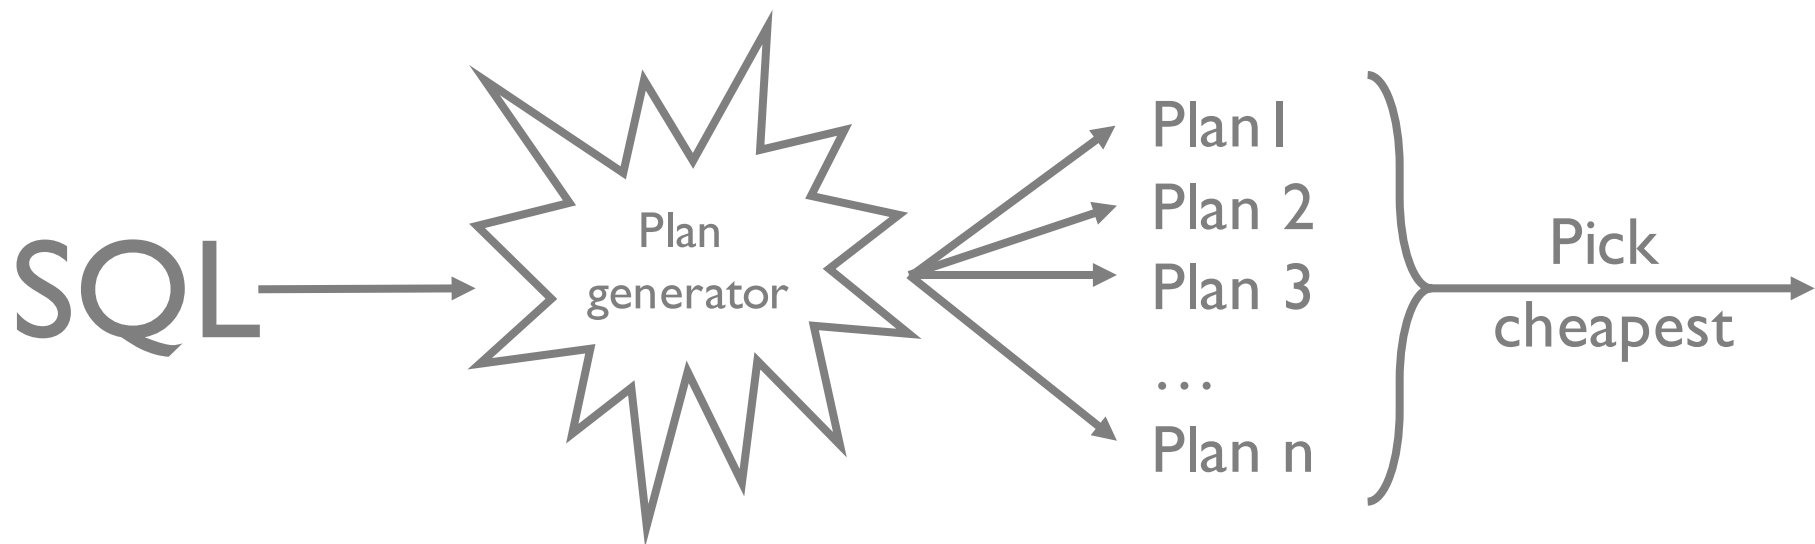 SQL
Plan
generator
Plan1
Plan 2
Plan 3
...
Plan n
Pick
cheapest